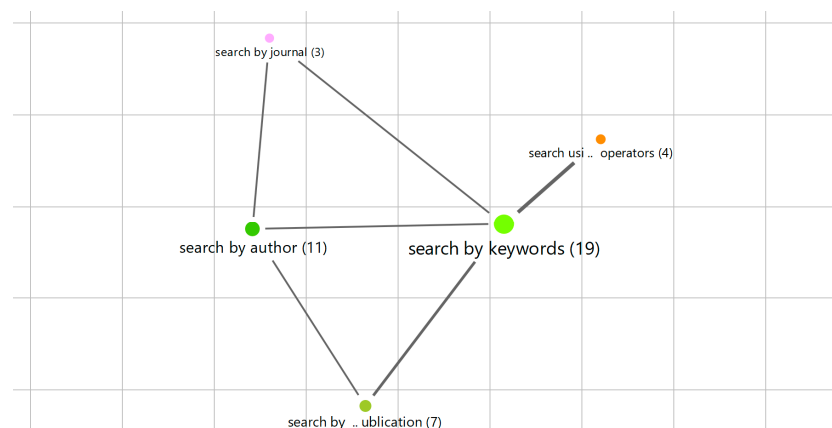 search by journal (3)
search usi .. operators (4)
search by author (11)
search by keywords (19)
search by .. ublication (7)